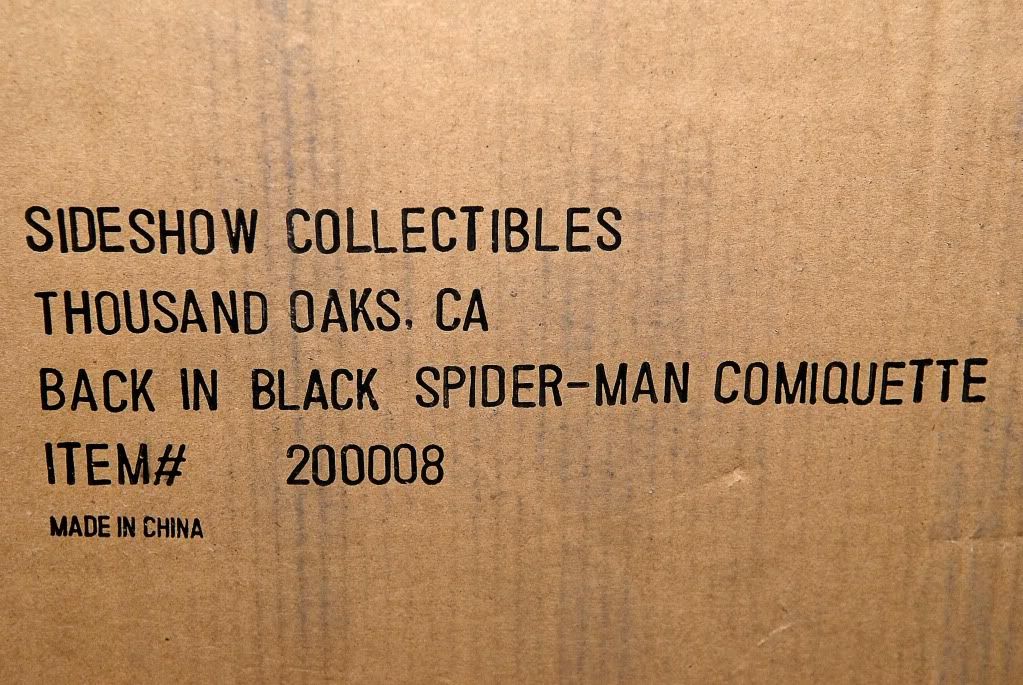 SIDESHOW COLLECTIBLES
THOUSAND OAKS, CA
BACK IN BLACK SPIDER-MAN COMIQUETTE
ITEM# 200008
MADE IN CHINA